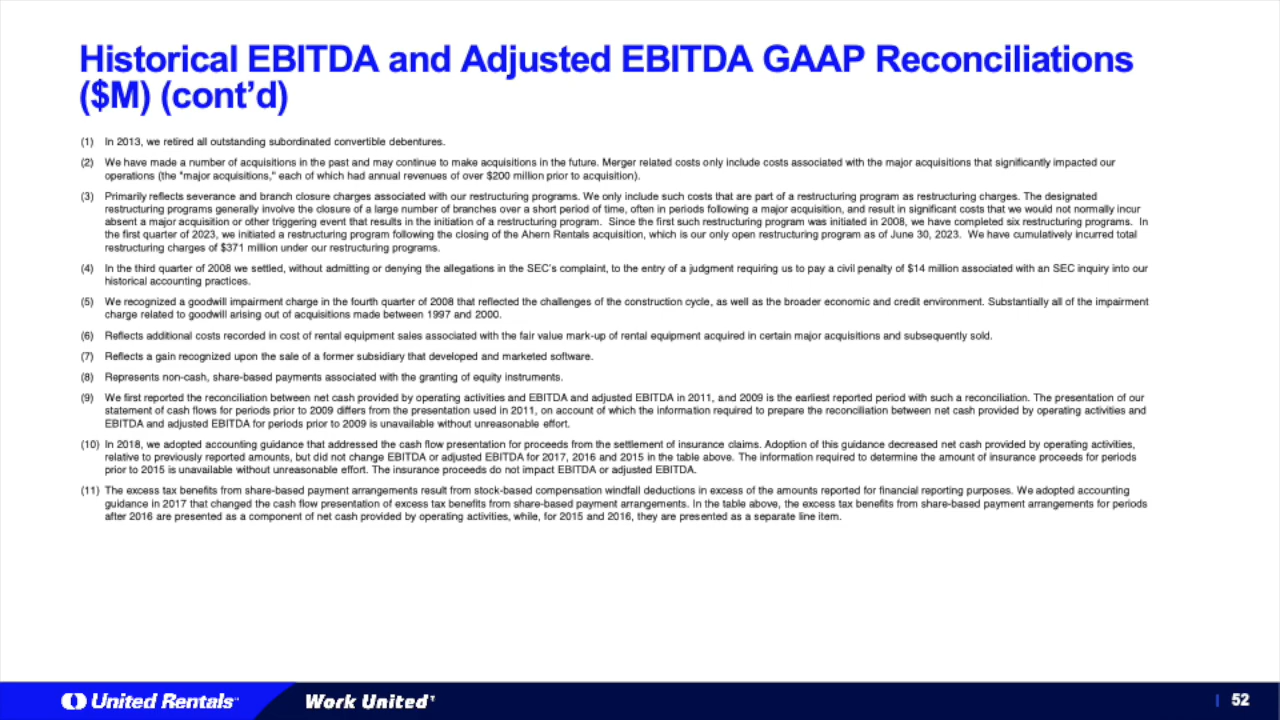 Historical EBITDA and Adjusted EBITDA GAAP Reconciliations
($M) (cont’d)
(1) In 2013, we retired all outstanding subordinated convertible debentures.
(2) We have made a number of acquisitions in the past and may continue to make acquisitions in the future. Merger related costs only include costs associated with the major acquisitions that significantly impacted our
operations (the "major acquisitions," each of which had annual revenues of over $200 million prior to acquisition).
(3) Primarily reflects severance and branch closure charges associated with our restructuring programs. We only include such costs that are part of a restructuring program as restructuring charges. The designated
restructuring programs generally involve the closure of a large number of branches over a short period of time, often in periods following a major acquisition, and result in significant costs that we would not normally incur
absent a major acquisition or other triggering event that results in the initiation of a restructuring program. Since the first such restructuring program was initiated in 2008, we have completed six restructuring programs. In
the first quarter of 2023, we initiated a restructuring program following the closing of the Ahern Rentals acquisition, which is our only open restructuring program as of June 30, 2023. We have cumulatively incurred total
restructuring charges of $371 million under our restructuring programs.
(4) In the third quarter of 2008 we settled, without admitting or denying the allegations in the SEC’s complaint, to the entry of a judgment requiring us to pay a civil penalty of $14 million associated with an SEC inquiry into our
historical accounting practices.
(5) We recognized a goodwill impairment charge in the fourth quarter of 2008 that reflected the challenges of the construction cycle, as well as the broader economic and credit environment. Substantially all of the impairment
charge related to goodwill arising out of acquisitions made between 1997 and 2000.
(6) Reflects additional costs recorded in cost of rental equipment sales associated with the fair value mark-up of rental equipment acquired in certain major acquisitions and subsequently sold.
(7) Reflects a gain recognized upon the sale of a former subsidiary that developed and marketed software.
(8) Represents non-cash, share-based payments associated with the granting of equity instruments.
(9) We first reported the reconciliation between net cash provided by operating activities and EBITDA and adjusted EBITDA in 2011, and 2009 is the earliest reported period with such a reconciliation. The presentation of our
statement of cash flows for periods prior to 2009 differs from the presentation used in 2011, on account of which the information required to prepare the reconciliation between net cash provided by operating activities and
EBITDA and adjusted EBITDA for periods prior to 2009 is unavailable without unreasonable effort.
(10) In 2018, we adopted accounting guidance that addressed the cash flow presentation for proceeds from the settlement of insurance claims. Adoption of this guidance decreased net cash provided by operating activities,
relative to previously reported amounts, but did not change EBITDA or adjusted EBITDA for 2017, 2016 and 2015 in the table above. The information required to determine the amount of insurance proceeds for periods
prior to 2015 is unavailable without unreasonable effort. The insurance proceeds do not impact EBITDA or adjusted EBITDA.
(11) The excess tax benefits from share-based payment arrangements result from stock-based compensation windfall deductions in excess of the amounts reported for financial reporting purposes. We adopted accounting
guidance in 2017 that changed the cash flow presentation of excess tax benefits from share-based payment arrangements. In the table above, the excess tax benefits from share-based payment arrangements for periods
after 2016 are presented as a component of net cash provided by operating activities, while, for 2015 and 2016, they are presented as a separate line item.
United Rentals™ Work United™ | 52